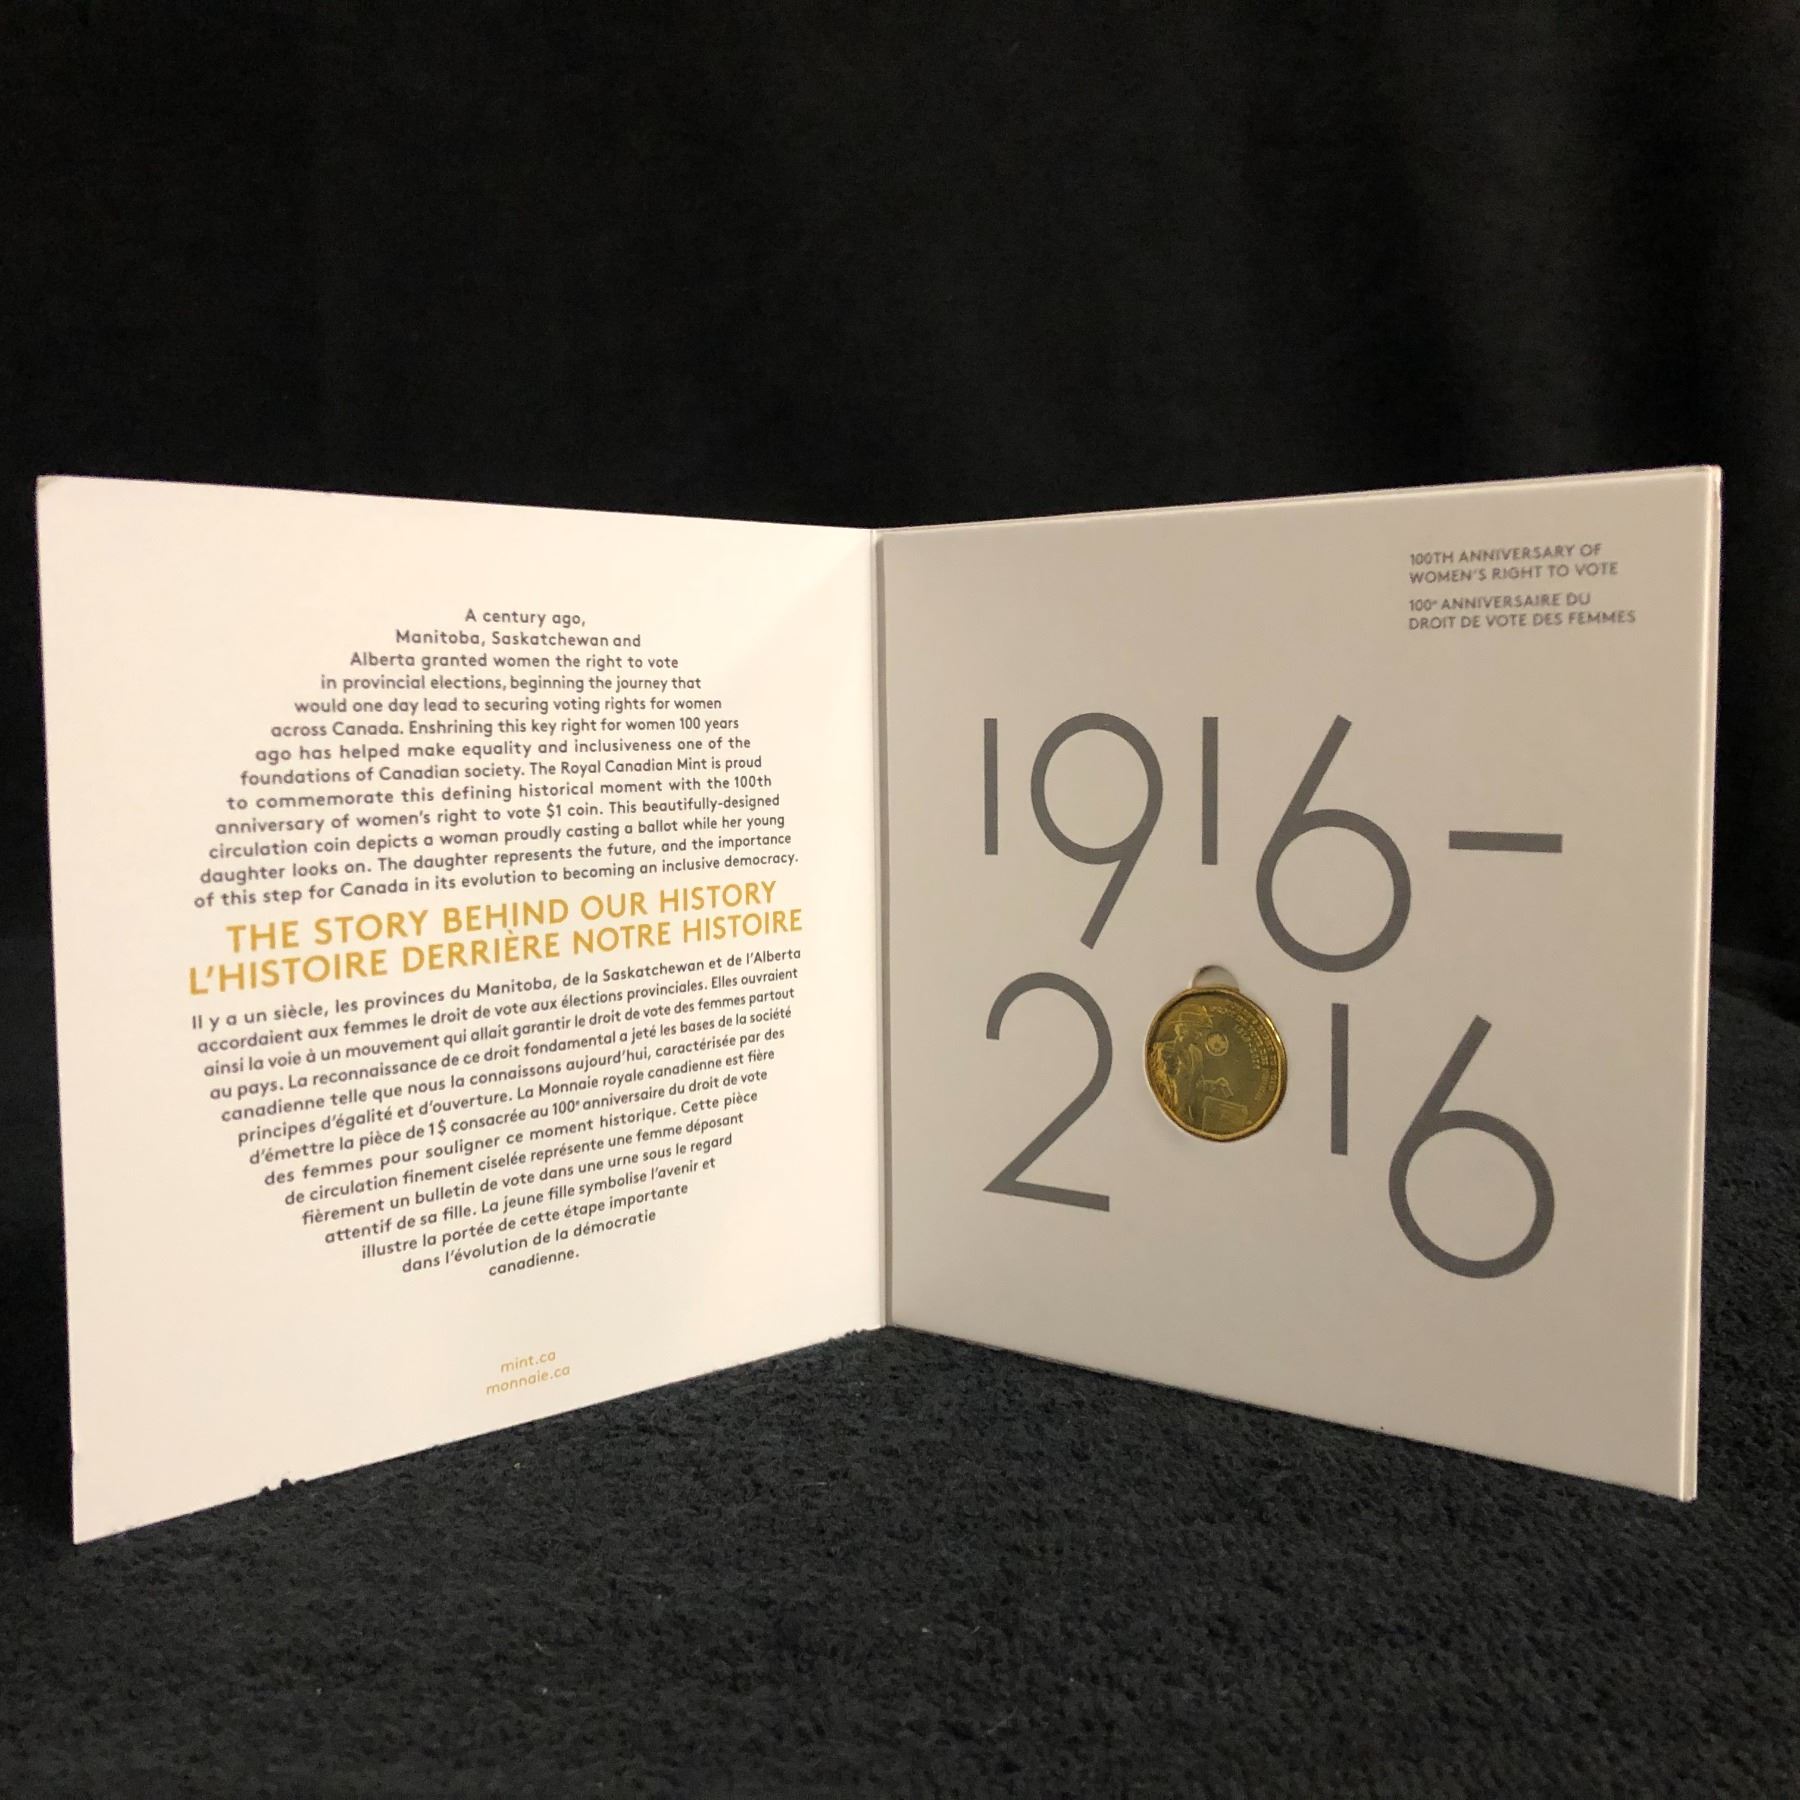 A century ago,
Manitoba, Saskatchewan and
Alberta granted women the right to vote
in provincial elections, beginning the journey that
would one day lead to securing voting rights for women
across Canada. Enshrining this key right for women 100 years
ago has helped make equality and inclusiveness one of the
foundations of Canadian society. The Royal Canadian Mint is proud
to commemorate this defining historical moment with the 100th
anniversary of women's right to vote $1 coin. This beautifully-designed
circulation coin depicts a woman proudly casting a ballot while her young
daughter looks on. The daughter represents the future, and the importance
of this step for Canada in its evolution to becoming an inclusive democracy.
THE STORY BEHIND OUR HISTORY
L'HISTOIRE DERRIÈRE NOTRE HISTOIRE
Il y a un siècle, les provinces du Manitoba, de la Saskatchewan et de l'Alberta
accordaient aux femmes le droit de vote aux élections provinciales. Elles ouvraient
ainsi la voie à un mouvement qui allait garantir le droit de vote des femmes partout
au pays. La reconnaissance de ce droit fondamental a jeté les bases de la société
canadienne telle que nous la connaissons aujourd'hui, caractérisée par des
principes d'égalité et d'ouverture. La Monnaie royale canadienne est fière
d'émettre la pièce de 1 $ consacrée au 100e anniversaire du droit de vote
des femmes pour souligner ce moment historique. Cette pièce
de circulation finement ciselée représente une femme déposant
fièrement un bulletin de vote dans une urne sous le regard
attentif de sa fille. La jeune fille symbolise l'avenir et
illustre la portée de cette étape importante
dans l'évolution de la démocratie
canadienne.
mint.ca
monnaie.ca
100TH ANNIVERSARY OF
WOMEN'S RIGHT TO VOTE
100e ANNIVERSAIRE DU
DROIT DE VOTE DES FEMMES
1916–
2016